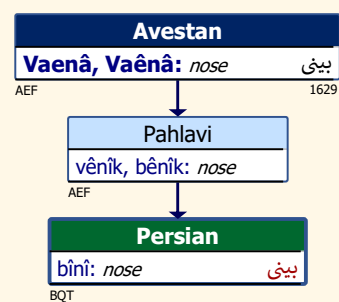 Avestan
Vaenâ, Vaênâ: nose بینی
AEF 1629
Pahlavi
vênîk, bênîk: nose
AEF
Persian
bînî: nose بینی
BQT